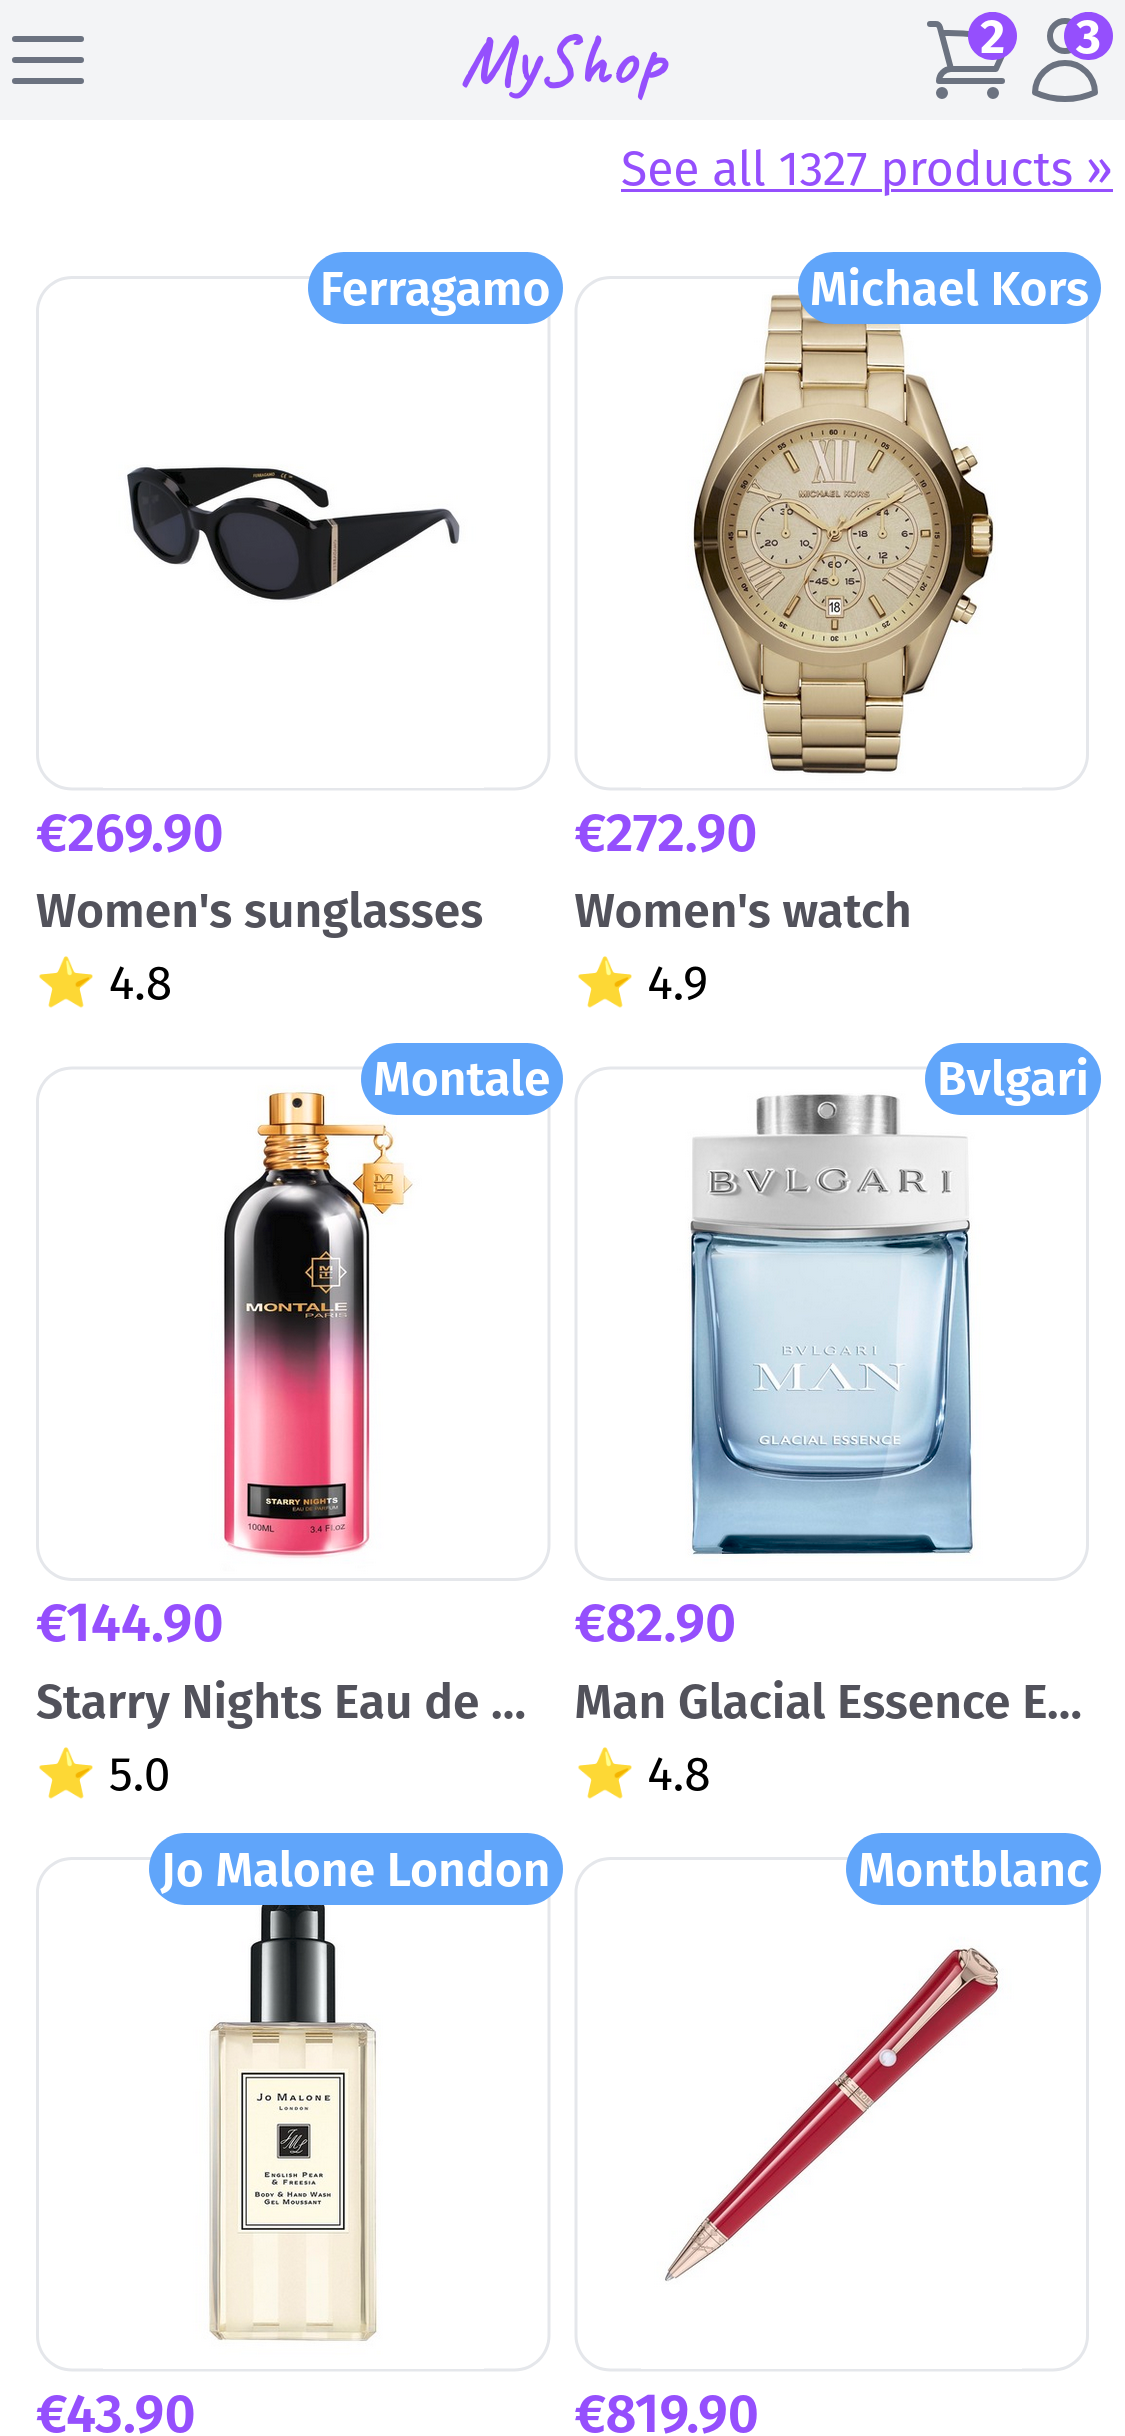 MyShop
2
3
See all 1327 products »
Ferragamo
Michael Kors
MICHAEL KORS
€269.90
€272.90
Women's sunglasses
Women's watch
⭐ 4.8
⭐ 4.9
Montale
Bvlgari
BVLGARI
MONTALE
PARIS
BVLGARI
MAN
GLACIAL ESSENCE
STARRY NIGHTS
EAU DE PARFUM
100ML 3.4 Fl.oz
€144.90
€82.90
Starry Nights Eau de ...
Man Glacial Essence E...
⭐ 5.0
⭐ 4.8
Jo Malone London
Montblanc
JO MALONE
LONDON
ENGLISH PEAR
& FREESIA
BODY & HAND WASH
GEL MOUSSANT
€43.90
€819.90